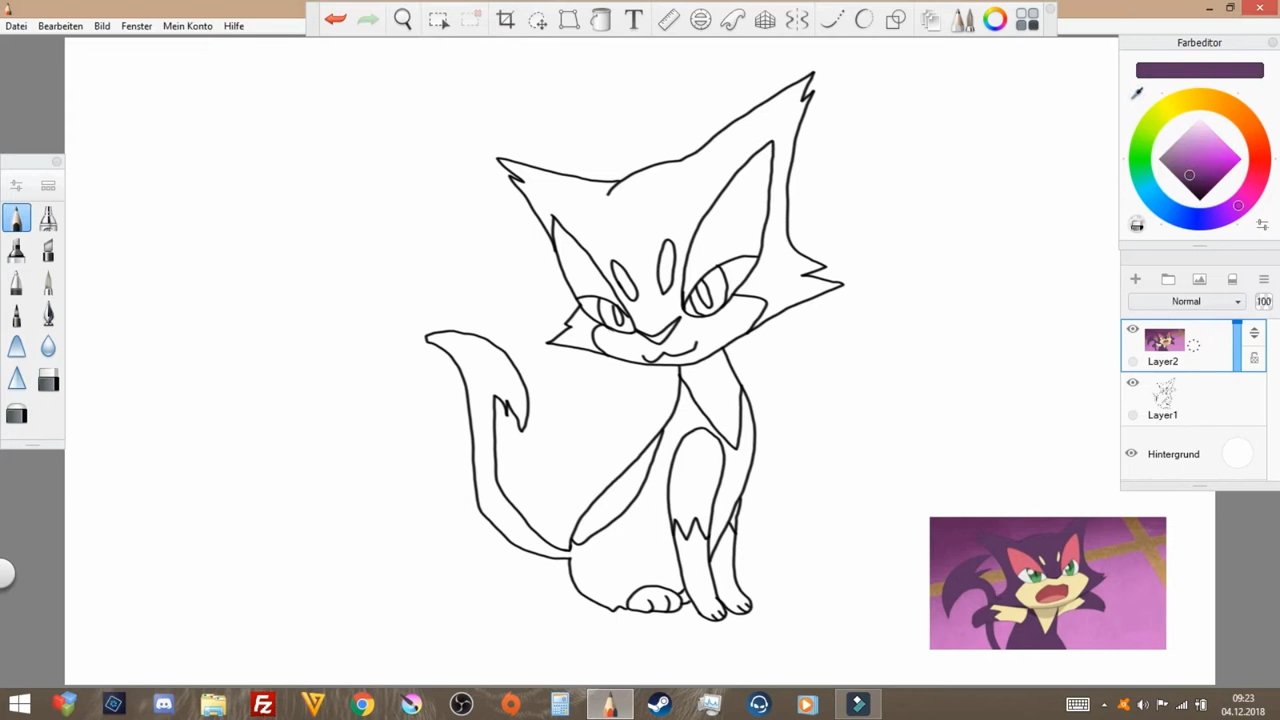 Datei Bearbeiten Bild Fenster Mein Konto Hilfe
T
Farbeditor
Normal 100
Layer2
Layer1
Hintergrund
09:23
04.12.2018